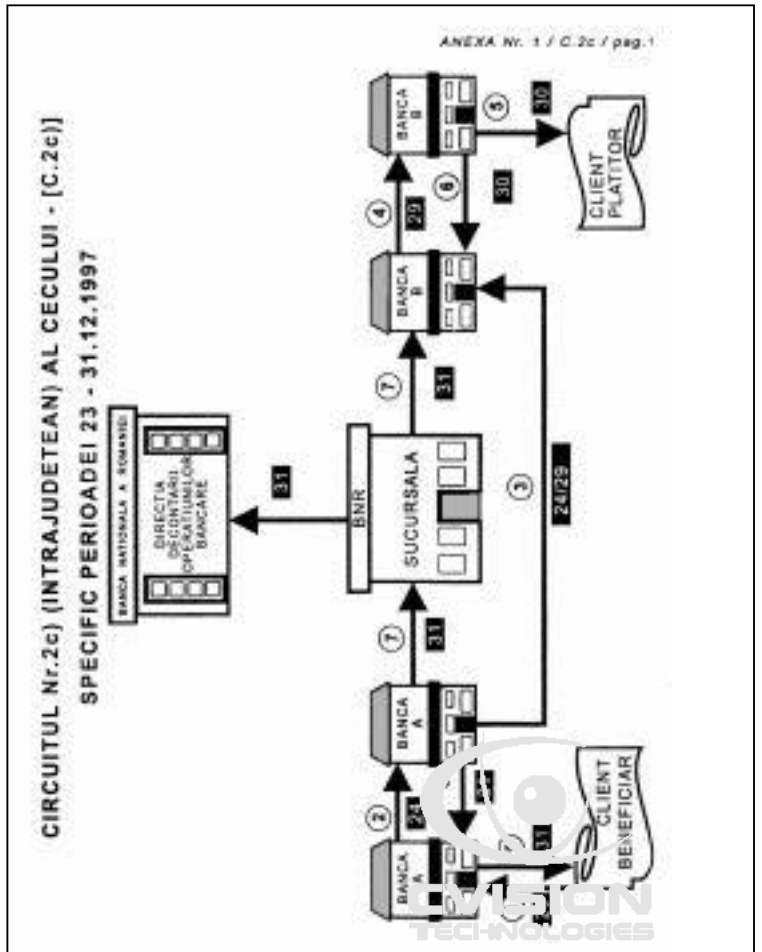 ANEXA Nr. 1 / C.2c / pag.1
CIRCUITUL Nr.2c) (INTRAJUDETEAN) AL CECULUI - [C.2c)]
SPECIFIC PERIOADEI 23 - 31.12.1997
BANCA NATIONALA A ROMANIEI
DIRECTIA
DECONTARII
OPERATIUNILOR
BANCARE
31
BNR
SUCURSALA
BANCA
A
2
24
BANCA
A
7
31
7
31
BANCA
B
4
29
BANCA
B
6
30
5
30
3
24/29
31
CLIENT
BENEFICIAR
CLIENT
PLATITOR
CVISION
TECHNOLOGIES